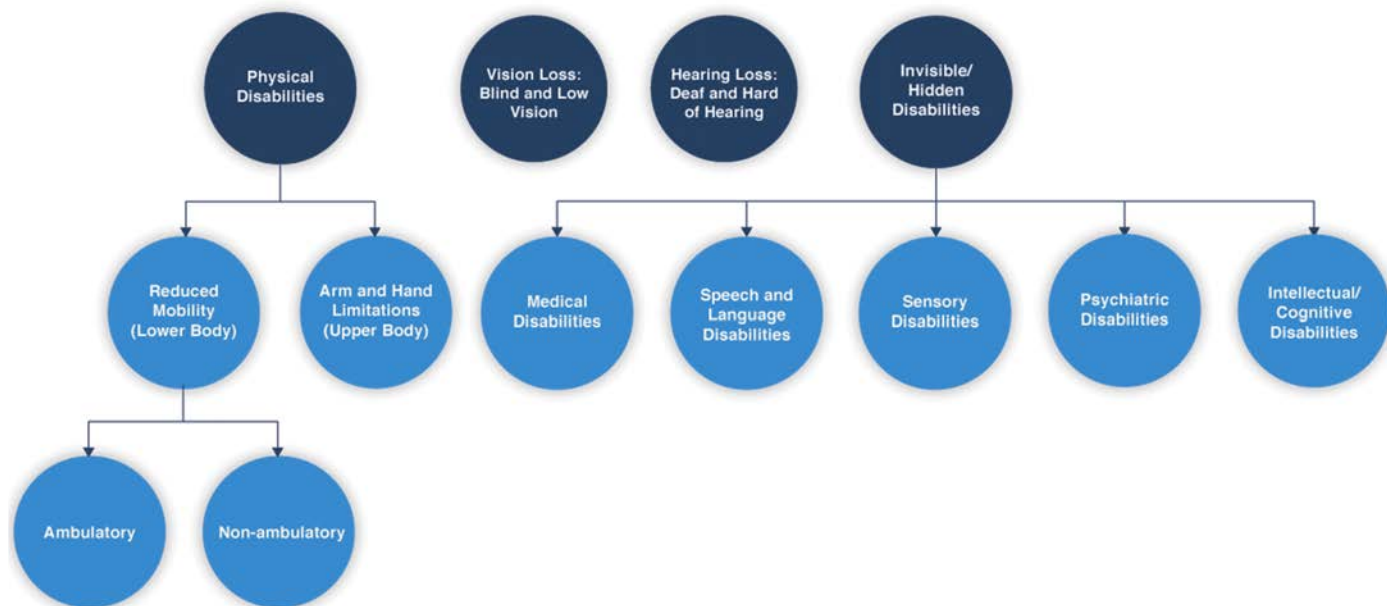 Physical
Disabilities
Vision Loss:
Blind and Low
Vision
Hearing Loss:
Deaf and Hard
of Hearing
Invisible/
Hidden
Disabilities
Reduced
Mobility
(Lower Body)
Arm and Hand
Limitations
(Upper Body)
Medical
Disabilities
Speech and
Language
Disabilities
Sensory
Disabilities
Psychiatric
Disabilities
Intellectual/
Cognitive
Disabilities
Ambulatory
Non-ambulatory